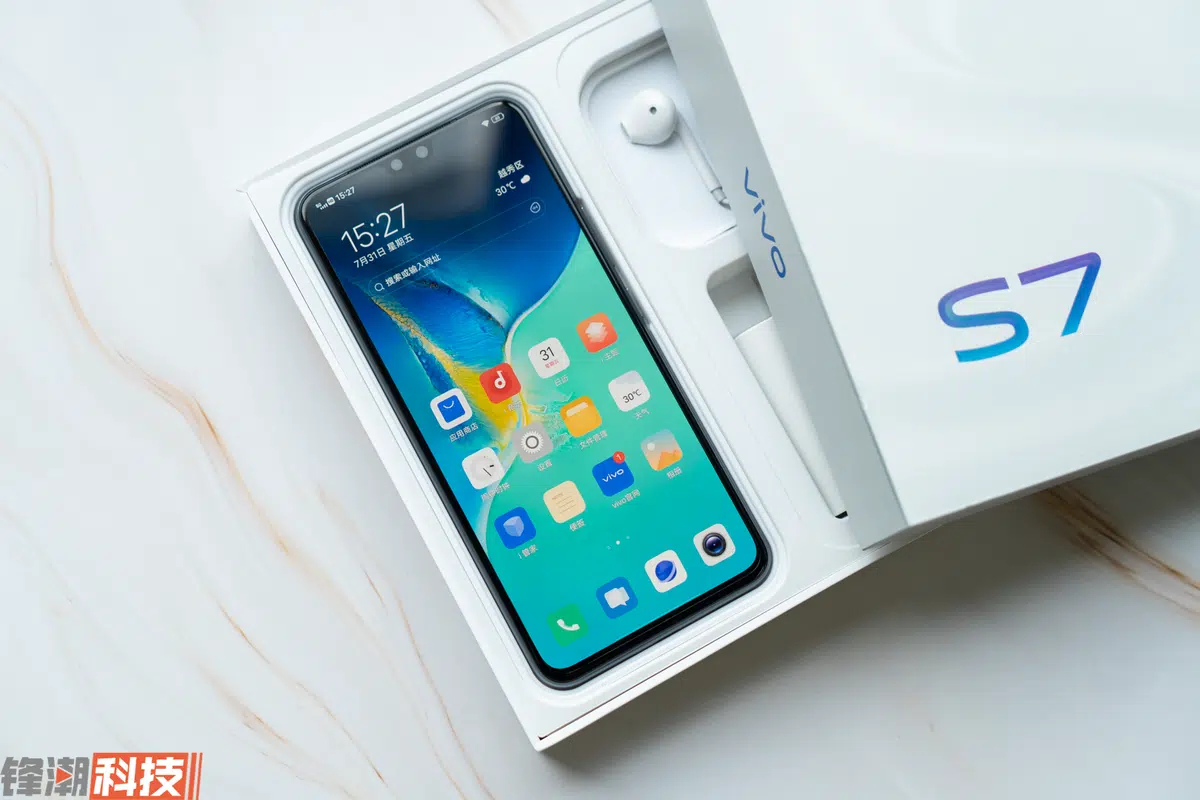 15:27
越秀区
30℃
15:27
7月31日 星期五
搜索或输入网址
31
日历
主题
应用商店
设置
文件管理
30℃
天气
i 管家
便签
vivo
1
vivo官网
相册
vivo
S7
锋潮科技